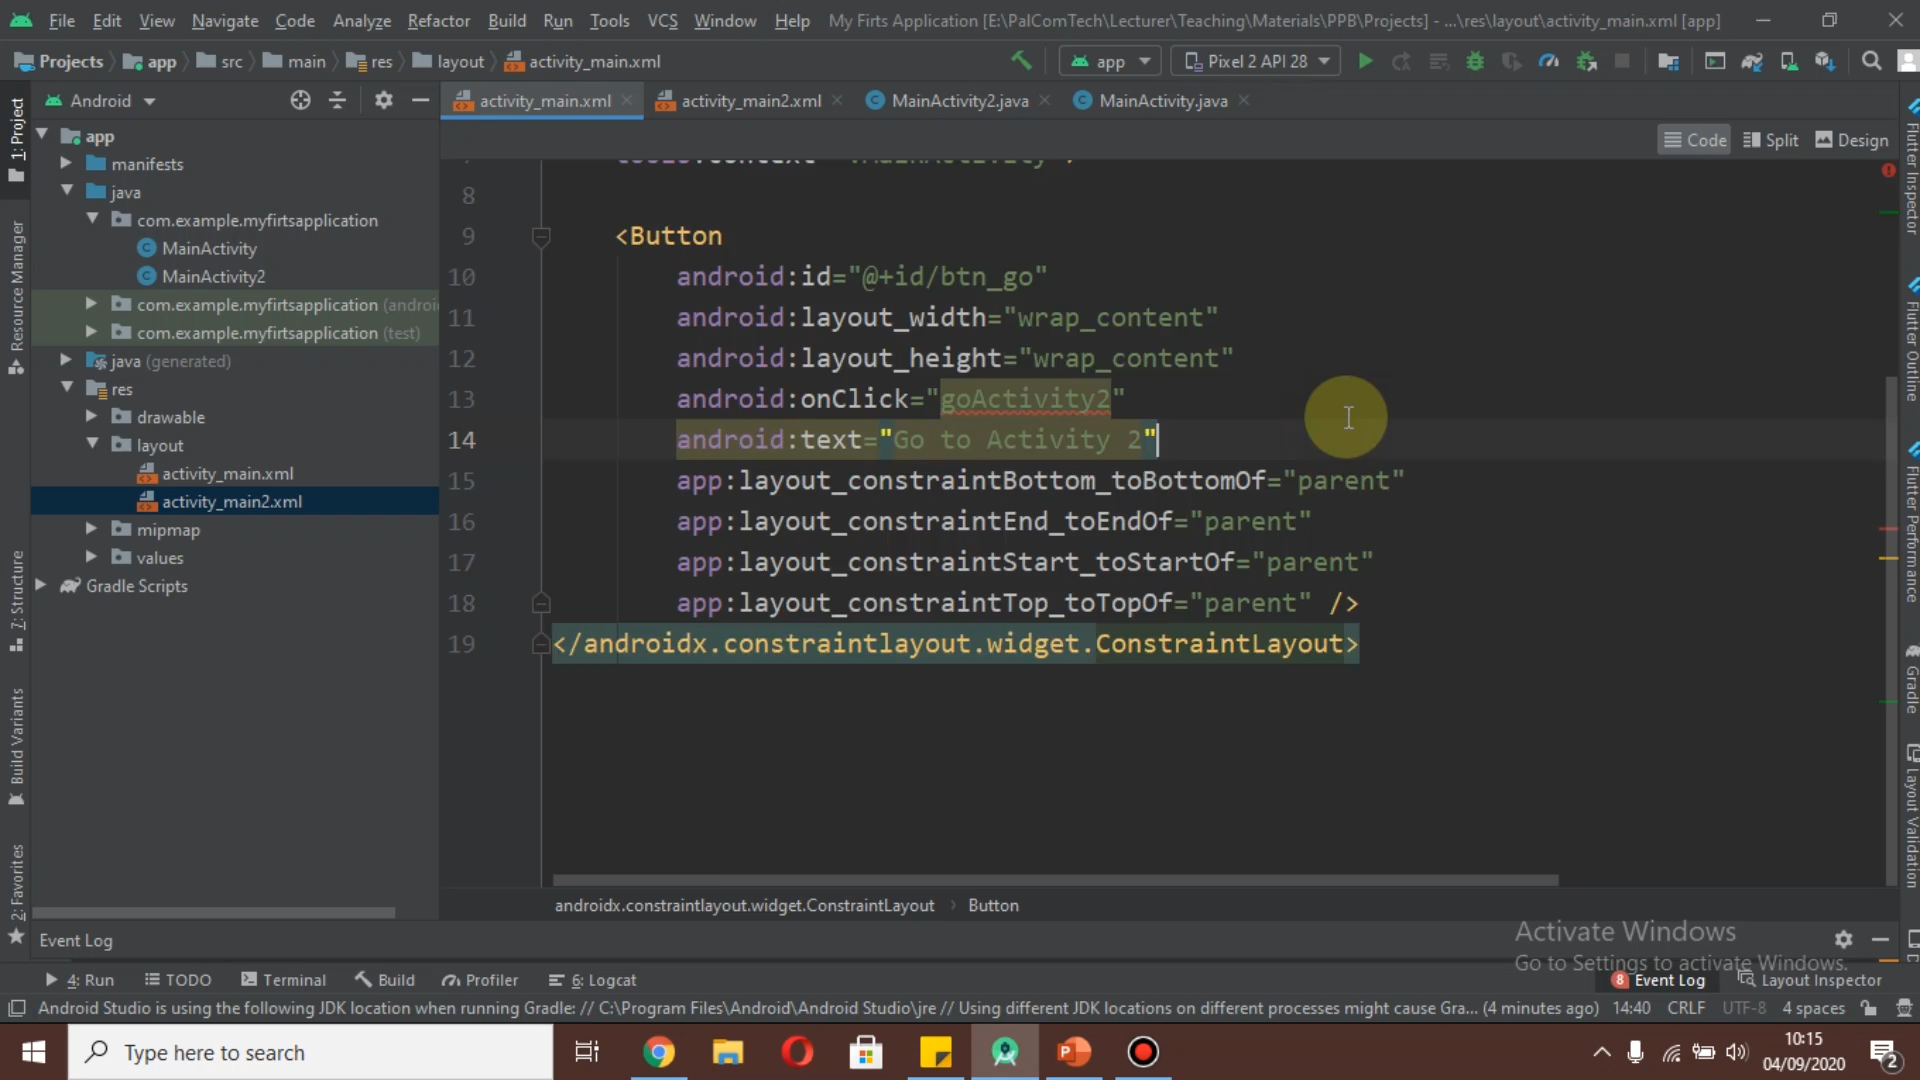 File Edit View Navigate Code Analyze Refactor Build Run Tools VCS Window Help My Firts Application [E:\PalComTech\Lecturer\Teaching\Materials\PPB\Projects] - ...\res\layout\activity_main.xml [app]
Projects app src main res layout activity_main.xml app Pixel 2 API 28
Android activity_main.xml activity_main2.xml MainActivity2.java MainActivity.java
Code Split Design
app
manifests
java
com.example.myfirtsapplication
MainActivity
MainActivity2
com.example.myfirtsapplication
com.example.myfirtsapplication (test)
java (generated)
res
drawable
layout
activity_main.xml
activity_main2.xml
mipmap
values
Gradle Scripts
8
9 <Button
10 android:id="@+id/btn_go"
11 android:layout_width="wrap_content"
12 android:layout_height="wrap_content"
13 android:onClick="goActivity2"
14 android:text="Go to Activity 2"
15 app:layout_constraintBottom_toBottomOf="parent"
16 app:layout_constraintEnd_toEndOf="parent"
17 app:layout_constraintStart_toStartOf="parent"
18 app:layout_constraintTop_toTopOf="parent" />
19 </androidx.constraintlayout.widget.ConstraintLayout>
androidx.constraintlayout.widget.ConstraintLayout Button
1: Project
Resource Manager
7: Structure
Build Variants
2: Favorites
Flutter Inspector
Flutter Outline
Flutter Performance
Gradle
Layout Validation
Event Log
Activate Windows
Go to Settings to activate Windows.
4: Run TODO Terminal Build Profiler 6: Logcat 8 Event Log Layout Inspector
Android Studio is using the following JDK location when running Gradle: // C:\Program Files\Android\Android Studio\jre // Using different JDK locations on different processes might cause Gra... (4 minutes ago) 14:40 CRLF UTF-8 4 spaces
Type here to search
10:15
04/09/2020
2